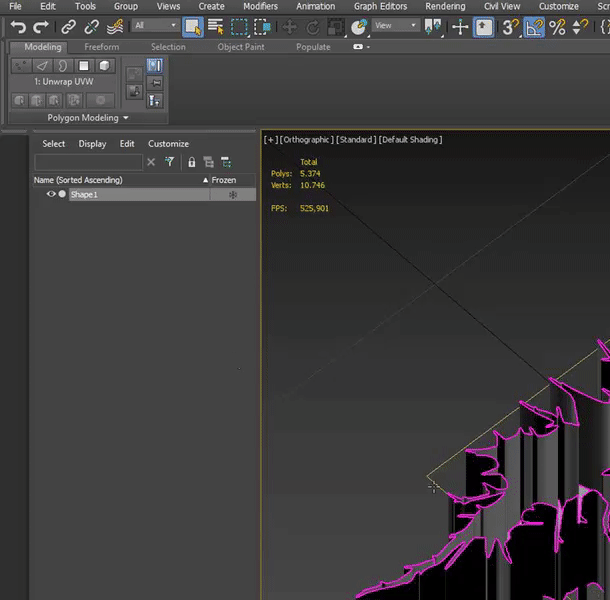 File Edit Tools Group Views Create Modifiers Animation Graph Editors Rendering Civil View Customize Scr
All View 3
Modeling Freeform Selection Object Paint Populate
1: Unwrap UVW
Polygon Modeling
Select Display Edit Customize
Name (Sorted Ascending) Frozen
Shape1
[+] [Orthographic] [Standard] [Default Shading]
Total
Polys: 5.374
Verts: 10.746
FPS: 525,901